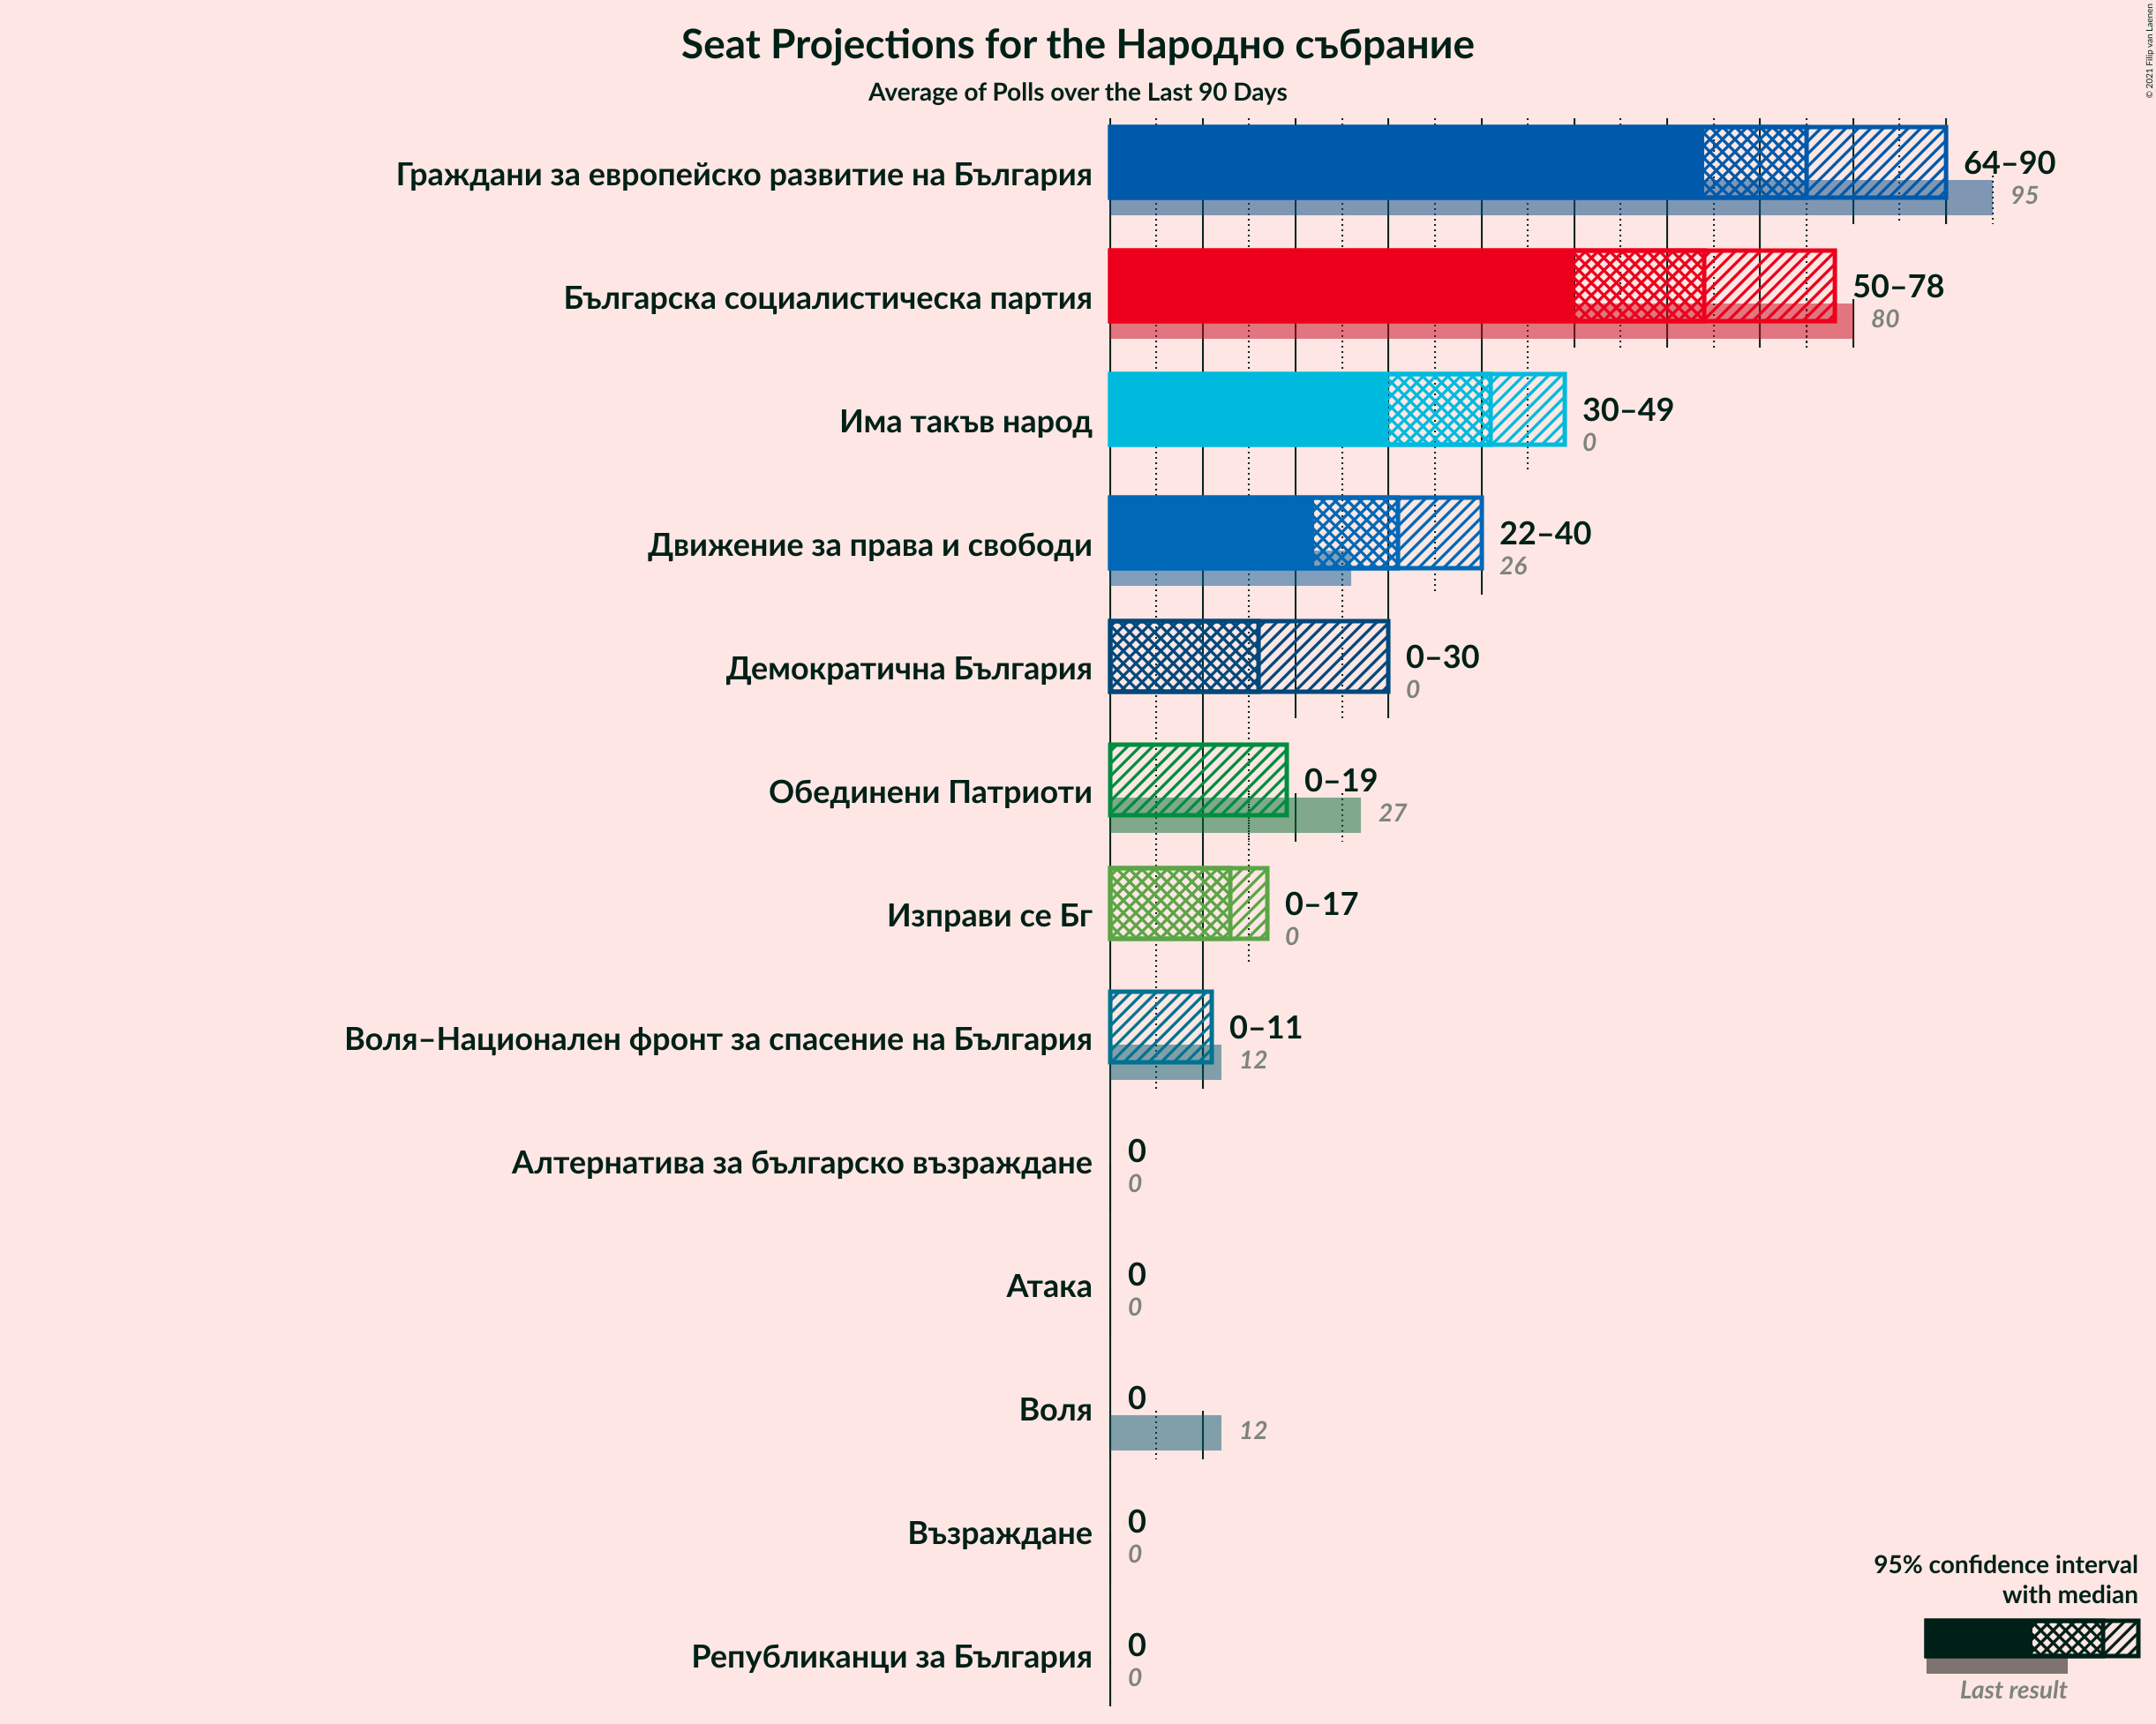 Seat Projections for the Народно събрание
Average of Polls over the Last 90 Days
© 2021 Filip van Laenen
Граждани за европейско развитие на България
64–90
95
Българска социалистическа партия
50–78
80
Има такъв народ
30–49
0
Движение за права и свободи
22–40
26
Демократична България
0–30
0
Обединени Патриоти
0–19
27
Изправи се Бг
0–17
0
Воля–Национален фронт за спасение на България
0–11
12
Алтернатива за българско възраждане
0
0
Атака
0
0
Воля
0
12
Възраждане
0
0
Републиканци за България
0
0
95% confidence interval
with median
Last result